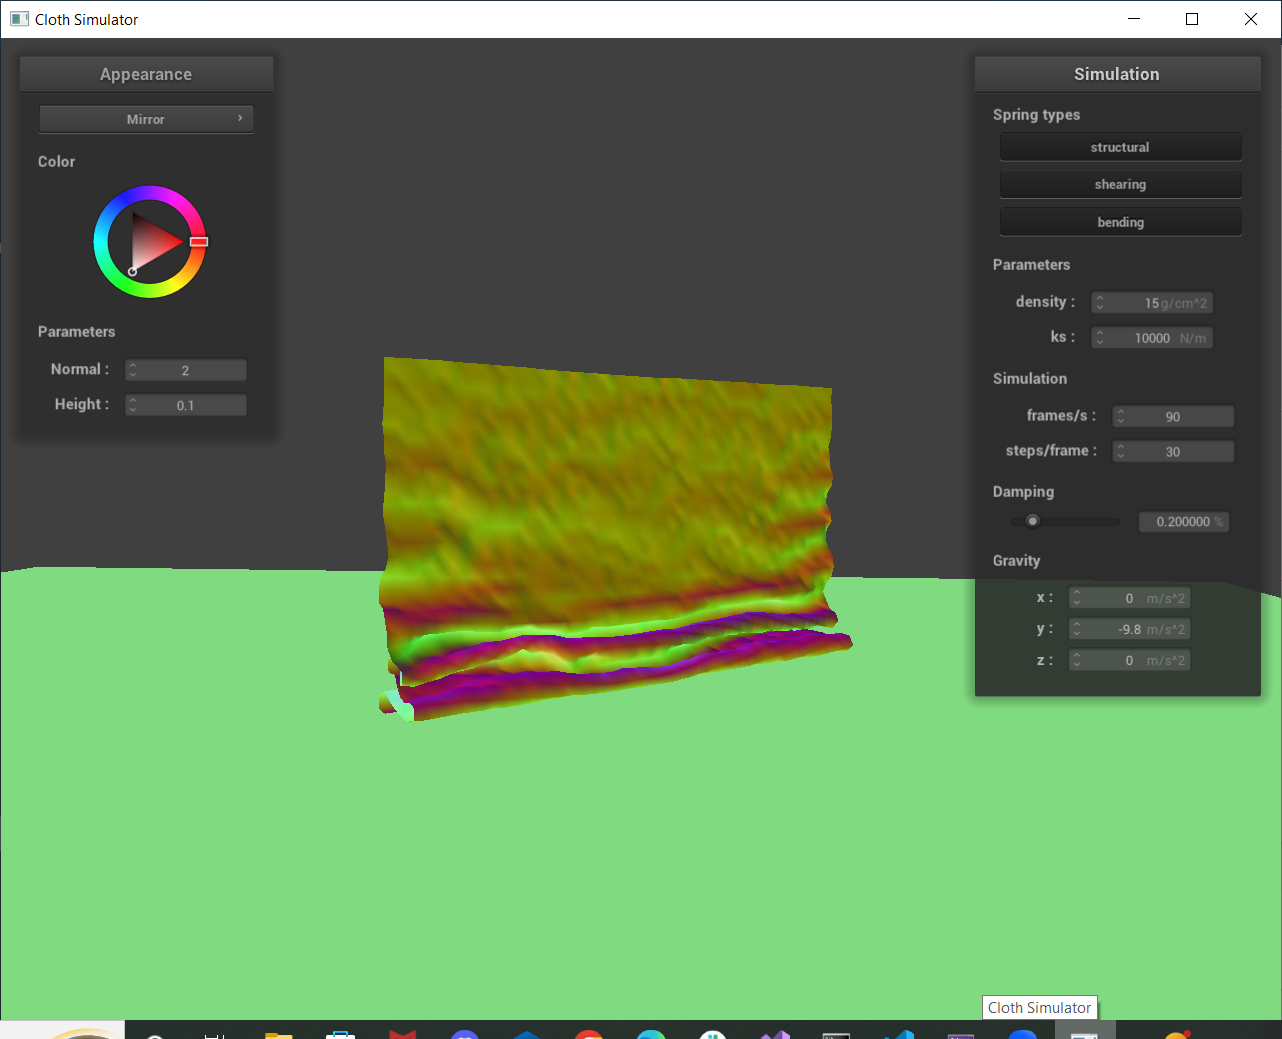 Cloth Simulator
Appearance
Mirror
Color
Parameters
Normal : 2
Height : 0.1
Simulation
Spring types
structural
shearing
bending
Parameters
density : 15 g/cm^2
ks : 10000 N/m
Simulation
frames/s : 90
steps/frame : 30
Damping
0.200000 %
Gravity
x : 0 m/s^2
y : -9.8 m/s^2
z : 0 m/s^2
Cloth Simulator